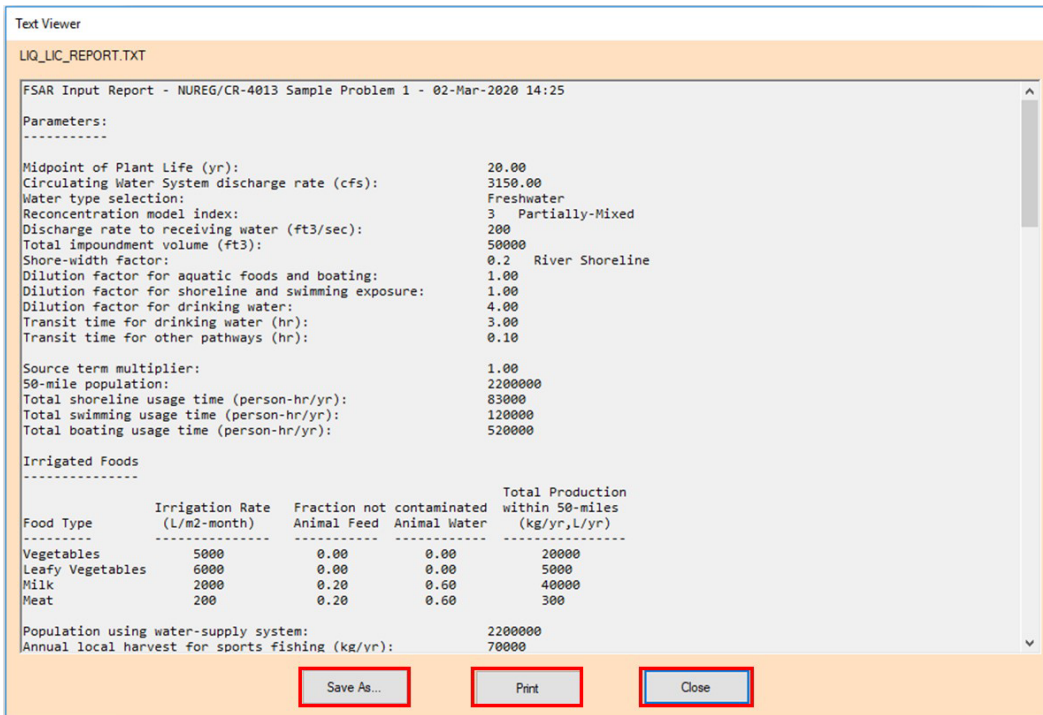 Text Viewer
LIQ_LIC_REPORT.TXT
FSAR Input Report - NUREG/CR-4013 Sample Problem 1 - 02-Mar-2020 14:25
Parameters:
-----------
Midpoint of Plant Life (yr): 20.00
Circulating Water System discharge rate (cfs): 3150.00
Water type selection: Freshwater
Reconcentration model index: 3 Partially-Mixed
Discharge rate to receiving water (ft3/sec): 200
Total impoundment volume (ft3): 50000
Shore-width factor: 0.2 River Shoreline
Dilution factor for aquatic foods and boating: 1.00
Dilution factor for shoreline and swimming exposure: 1.00
Dilution factor for drinking water: 4.00
Transit time for drinking water (hr): 3.00
Transit time for other pathways (hr): 0.10
Source term multiplier: 1.00
50-mile population: 2200000
Total shoreline usage time (person-hr/yr): 83000
Total swimming usage time (person-hr/yr): 120000
Total boating usage time (person-hr/yr): 520000
Irrigated Foods
---------------
Total Production
Irrigation Rate Fraction not contaminated within 50-miles
Food Type (L/m2-month) Animal Feed Animal Water (kg/yr,L/yr)
--------- --------------- ----------- ------------ ----------------
Vegetables 5000 0.00 0.00 20000
Leafy Vegetables 6000 0.00 0.00 5000
Milk 2000 0.20 0.60 40000
Meat 200 0.20 0.60 300
Population using water-supply system: 2200000
Annual local harvest for sports fishing (kg/yr): 70000
Save As... Print Close